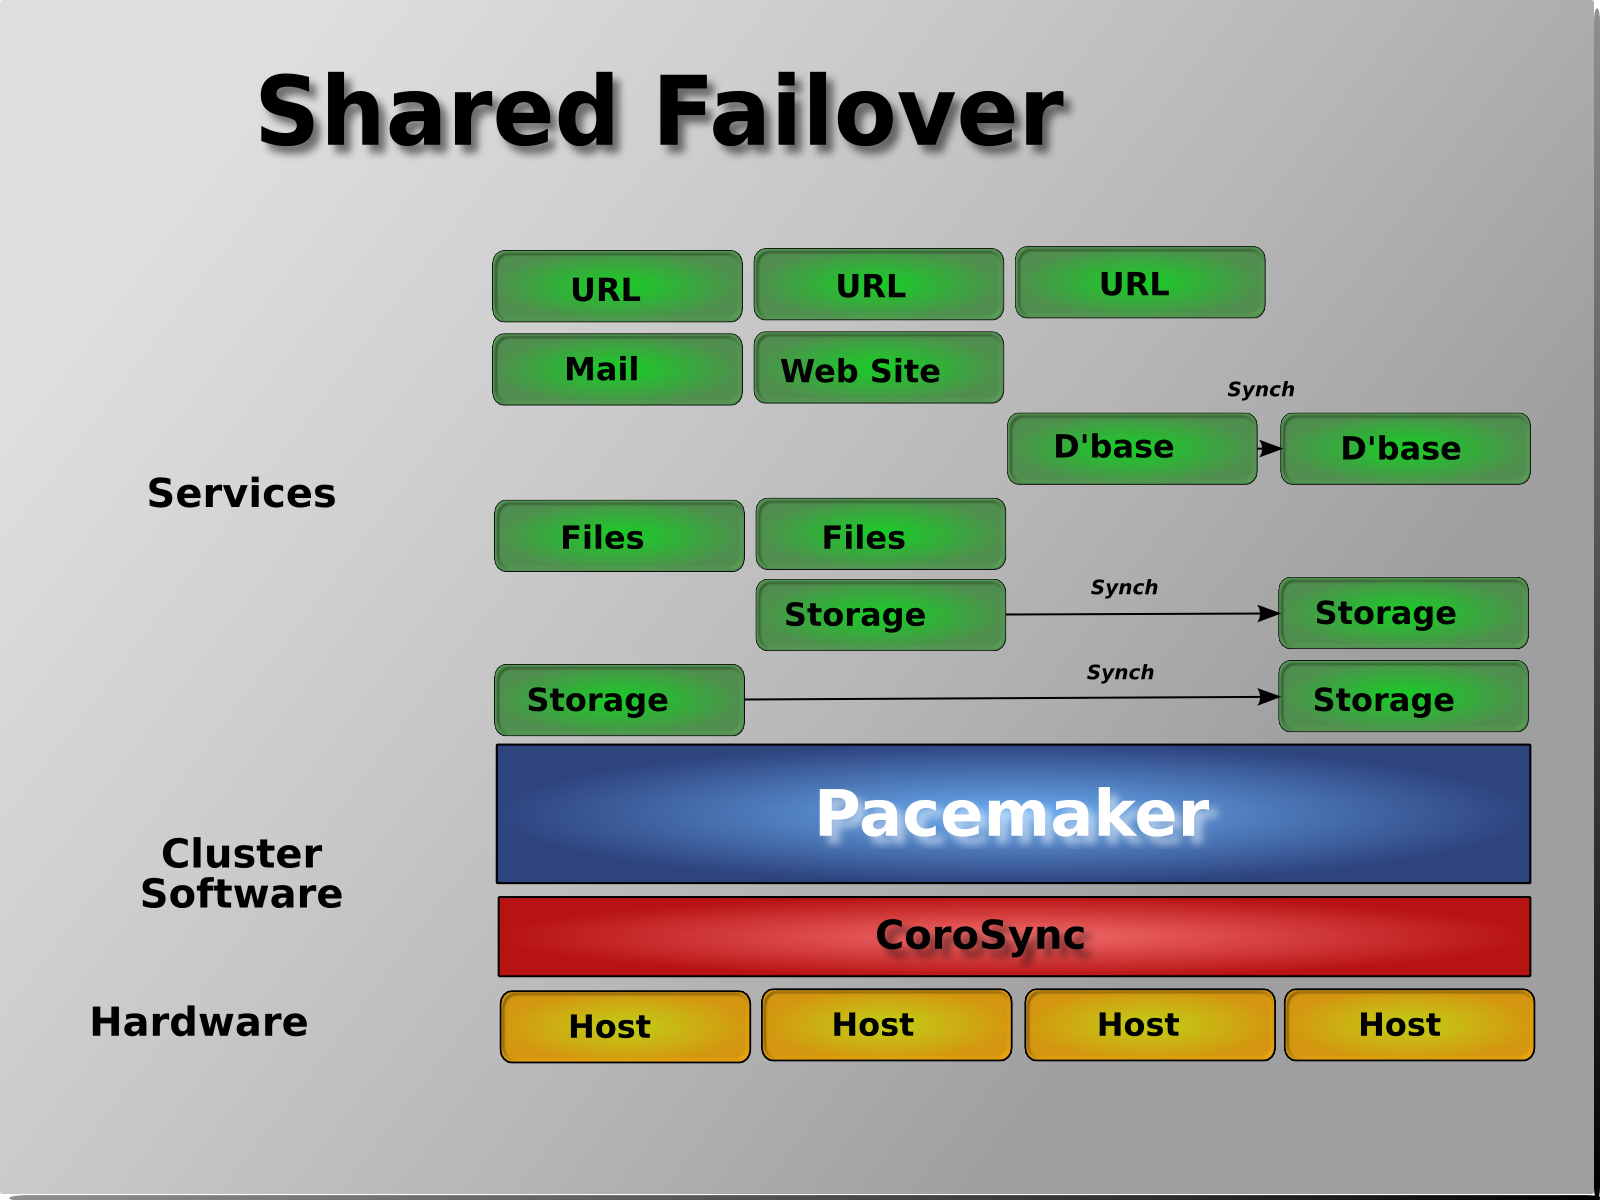 Shared Failover
URL
URL
URL
Mail
Web Site
Synch
D'base
D'base
Services
Files
Files
Synch
Storage
Storage
Synch
Storage
Storage
Pacemaker
Cluster
Software
CoroSync
Hardware
Host
Host
Host
Host